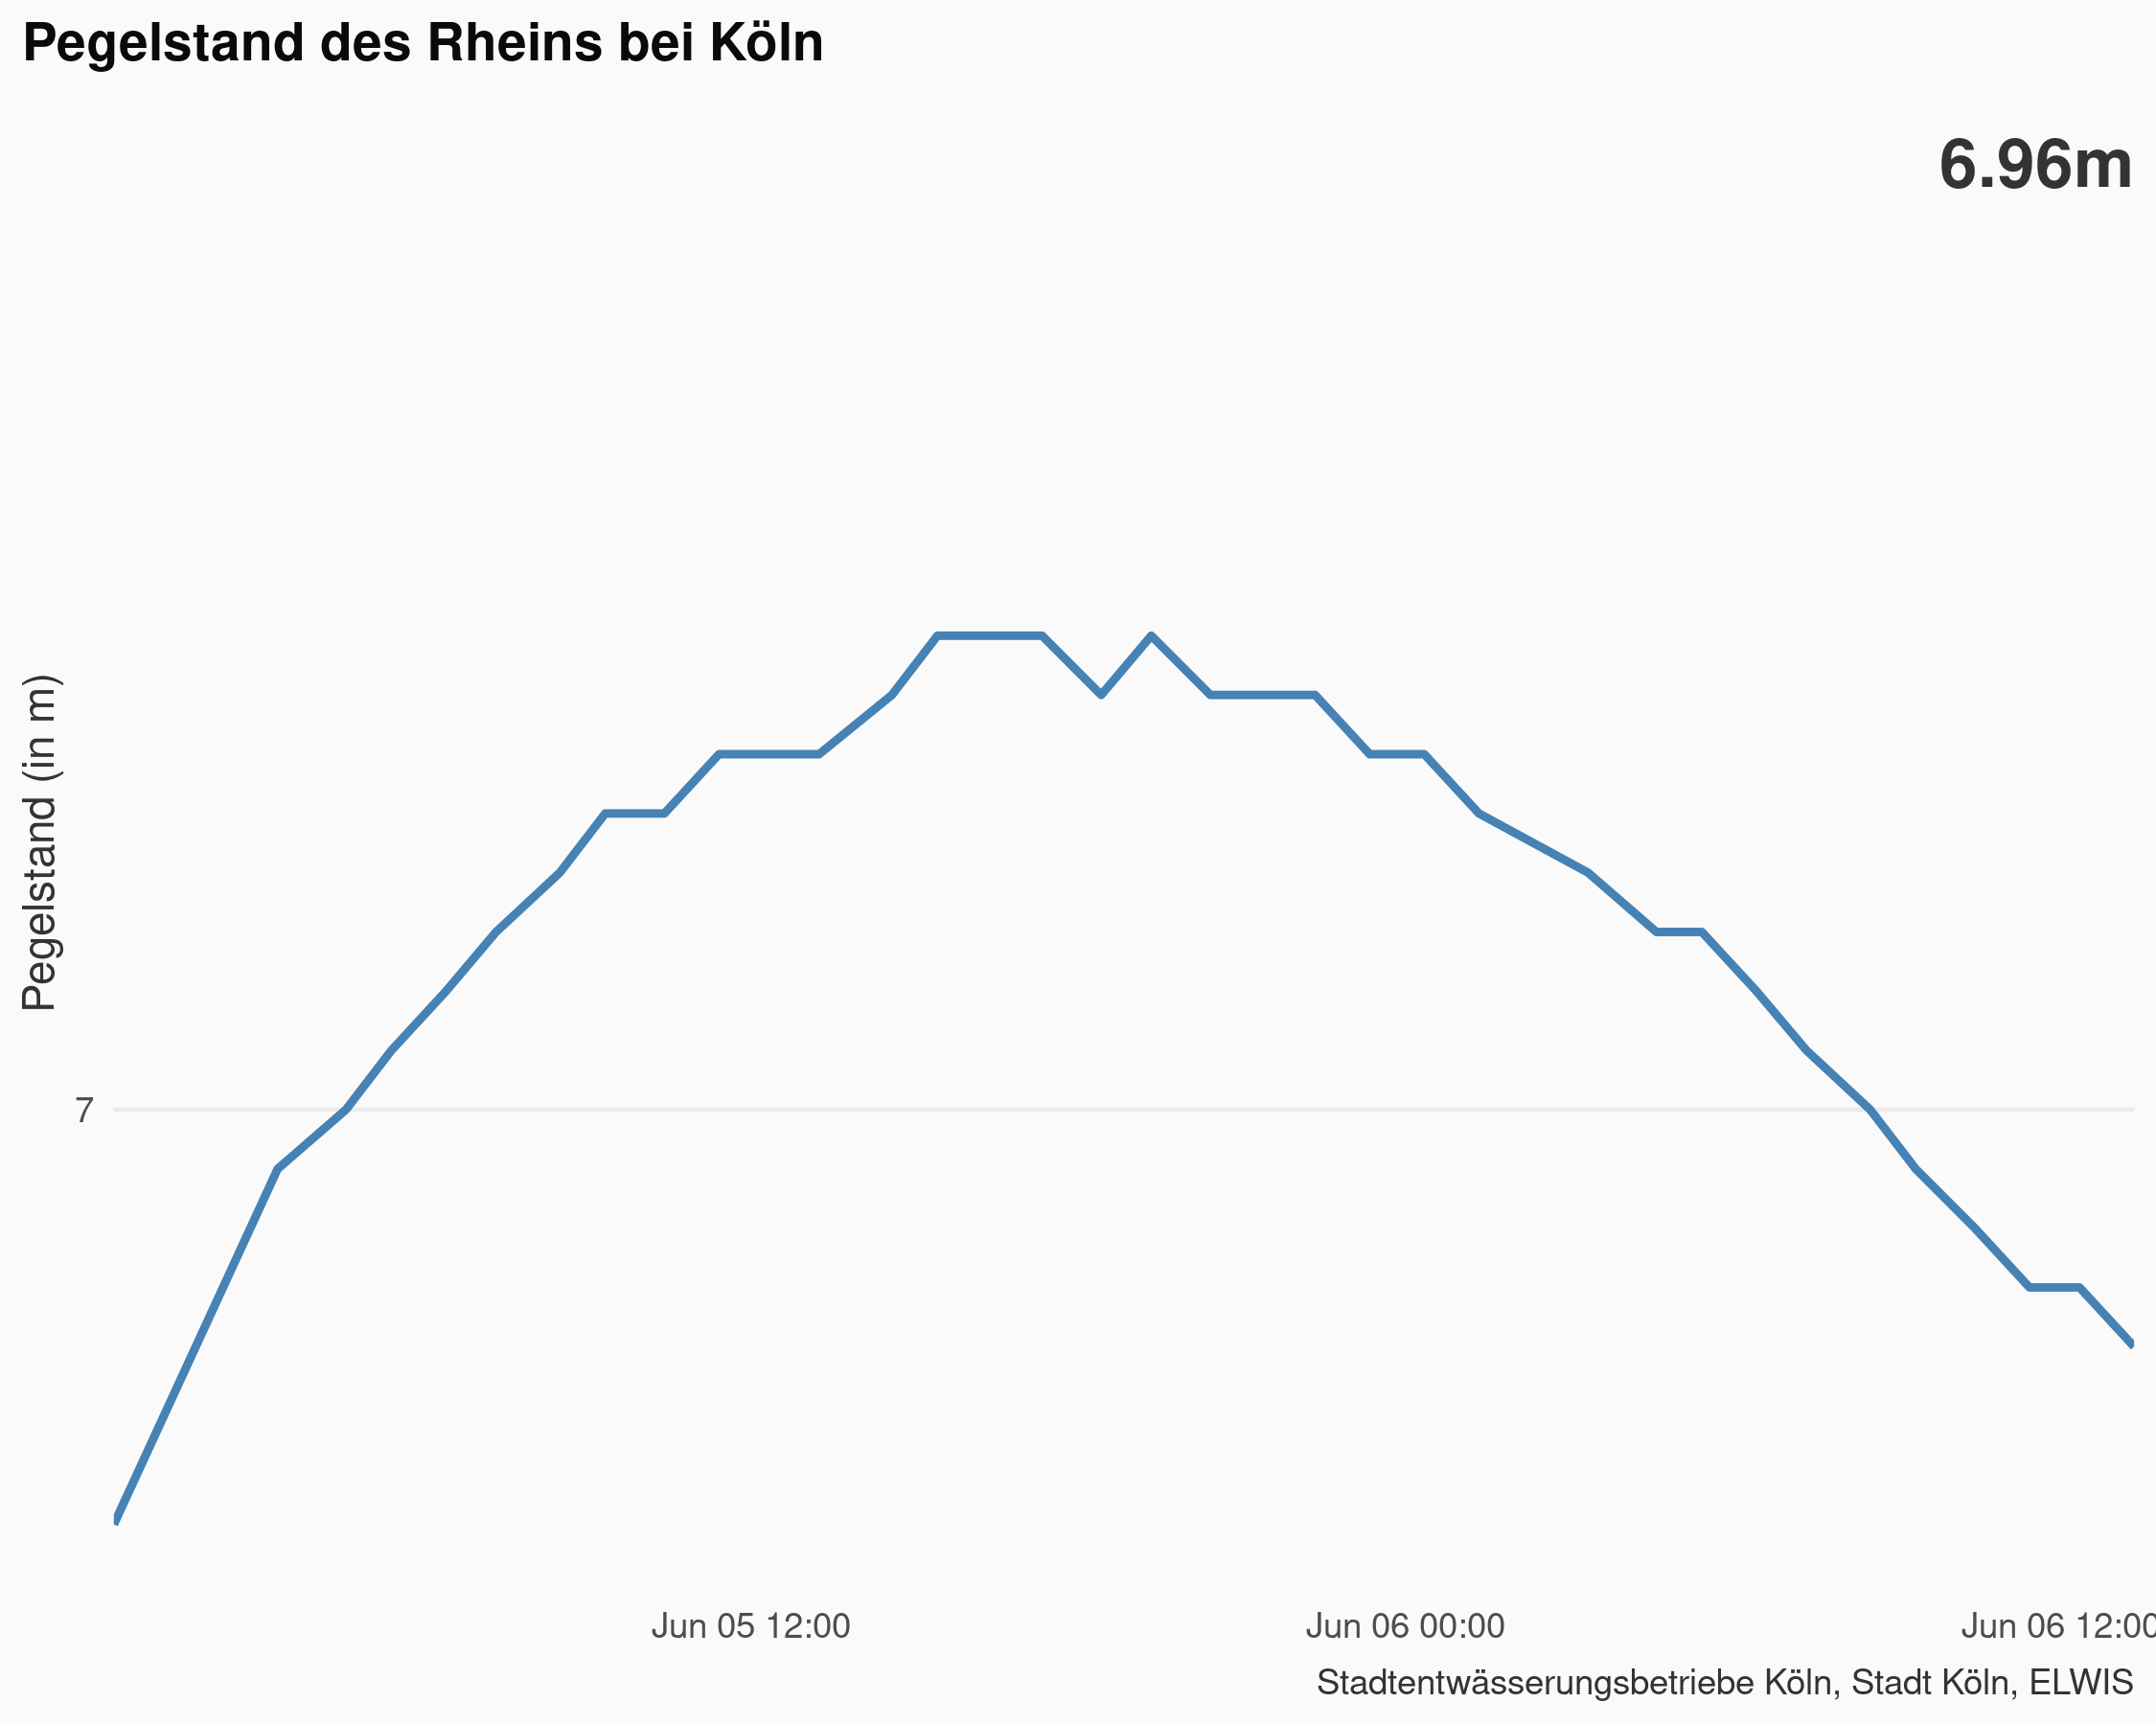 Pegelstand des Rheins bei Köln
6.96m
Pegelstand (in m)
7
Jun 05 12:00
Jun 06 00:00
Jun 06 12:00
Stadtentwässerungsbetriebe Köln, Stadt Köln, ELWIS